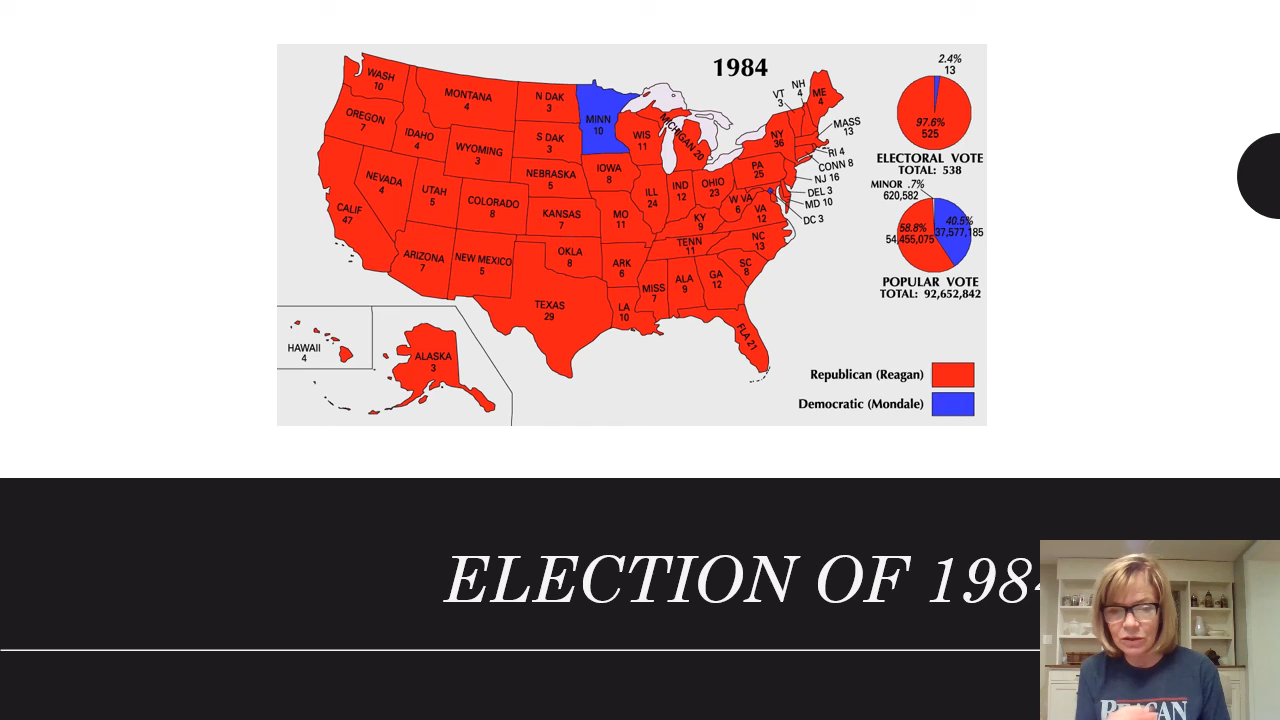 1984
WASH
10
OREGON
7
CALIF
47
NEVADA
4
IDAHO
4
MONTANA
4
WYOMING
3
UTAH
5
COLORADO
8
ARIZONA
7
NEW MEXICO
5
N DAK
3
S DAK
3
NEBRASKA
5
KANSAS
7
OKLA
8
TEXAS
29
MINN
10
IOWA
8
MO
11
ARK
6
LA
10
WIS
11
ILL
24
MICHIGAN 20
IND
12
OHIO
23
KY
9
TENN
11
MISS
7
ALA
9
GA
12
FLA 21
SC
8
NC
13
VA
12
W VA
6
PA
25
NY
36
VT
3
NH
4
ME
4
MASS
13
RI 4
CONN 8
NJ 16
DEL 3
MD 10
DC 3
HAWAII
4
ALASKA
3
2.4%
13
97.6%
525
ELECTORAL VOTE
TOTAL: 538
MINOR .7%
620,582
40.5%
37,577,185
58.8%
54,455,075
POPULAR VOTE
TOTAL: 92,652,842
Republican (Reagan)
Democratic (Mondale)
ELECTION OF 198
REAGAN